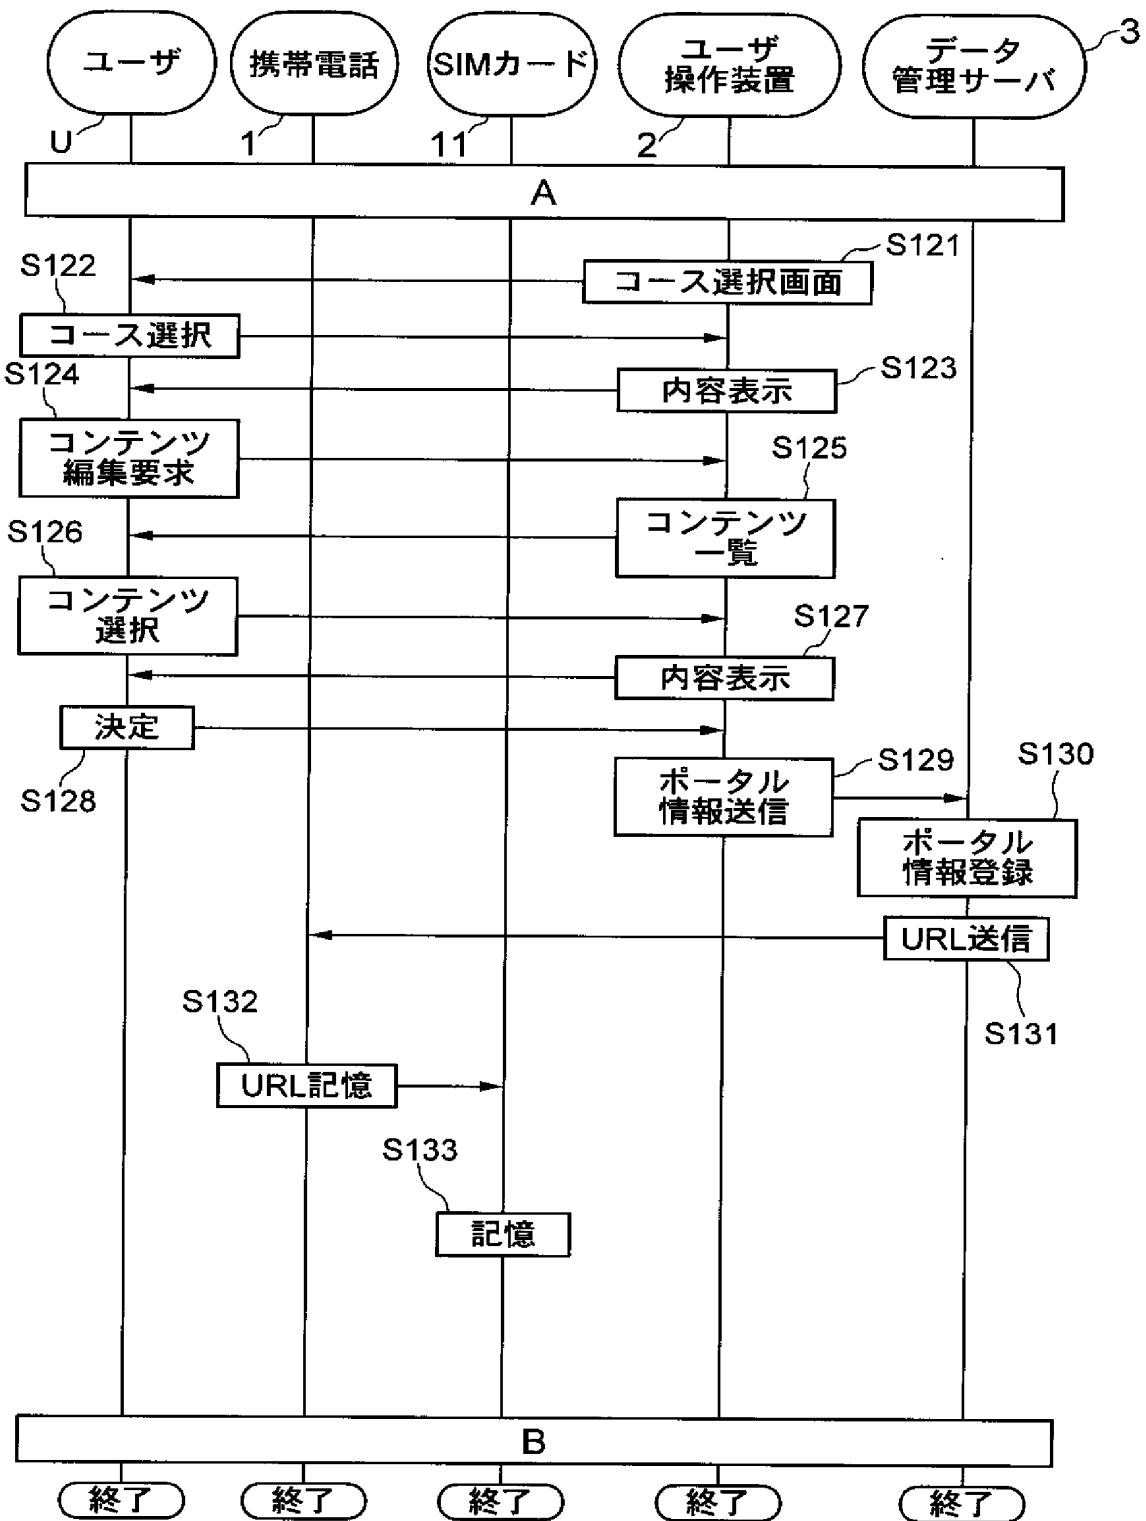 ユーザ
携帯電話
SIMカード
ユーザ
操作装置
データ
管理サーバ
3
U
1
11
2
A
S121
コース選択画面
S122
コース選択
S123
内容表示
S124
コンテンツ
編集要求
S125
コンテンツ
一覧
S126
コンテンツ
選択
S127
内容表示
決定
S128
S129
ポータル
情報送信
S130
ポータル
情報登録
URL送信
S131
S132
URL記憶
S133
記憶
B
終了
終了
終了
終了
終了